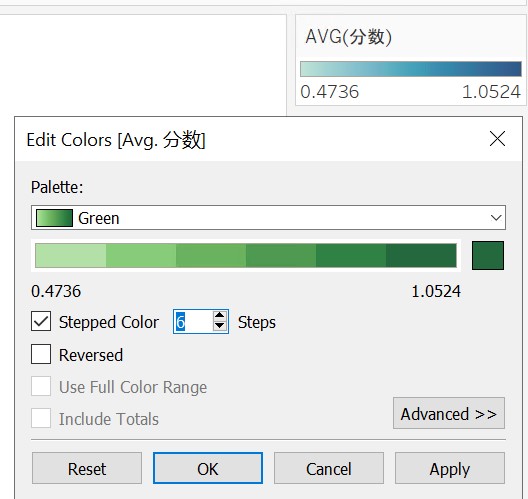 AVG(分数)
0.4736 1.0524
Edit Colors [Avg. 分数]
Palette:
Green
0.4736 1.0524
Stepped Color 6 Steps
Reversed
Use Full Color Range
Include Totals
Advanced >>
Reset OK Cancel Apply